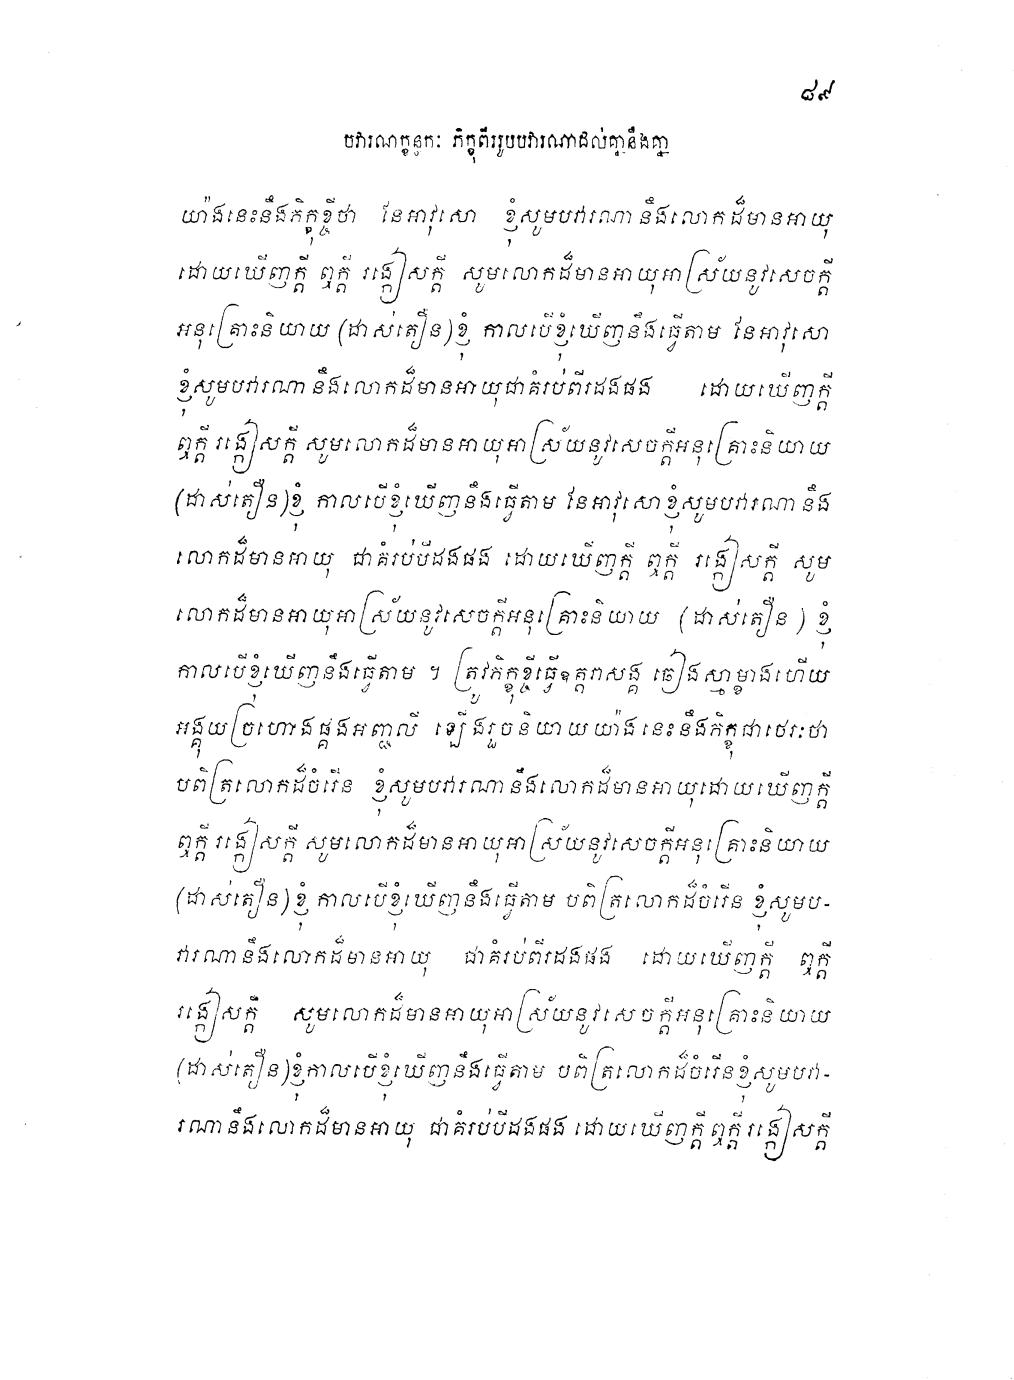 ៨៩
បវារណក្ខន្ធកៈ ភិក្ខុពីររូបបវារណាដល់គ្នានឹងគ្នា
យ៉ាងនេះនឹងភិក្ខុខ្ចីថា នែអាវុសោ ខ្ញុំសូមបវារណានឹងលោកដ៏មានអាយុ
ដោយឃើញក្តី ឮក្តី រង្កៀសក្តី សូមលោកដ៏មានអាយុអាស្រ័យនូវសេចក្តី
អនុគ្រោះនិយាយ (ដាស់តឿន)ខ្ញុំ កាលបើខ្ញុំឃើញនឹងធ្វើតាម នែអាវុសោ
ខ្ញុំសូមបវារណានឹងលោកដ៏មានអាយុជាគំរប់ពីរដងផង ដោយឃើញក្តី
ឮក្តី រង្កៀសក្តី សូមលោកដ៏មានអាយុអាស្រ័យនូវសេចក្តីអនុគ្រោះនិយាយ
(ដាស់តឿន)ខ្ញុំ កាលបើខ្ញុំឃើញនឹងធ្វើតាម នែអាវុសោខ្ញុំសូមបវារណានឹង
លោកដ៏មានអាយុ ជាគំរប់បីដងផង ដោយឃើញក្តី ឮក្តី រង្កៀសក្តី សូម
លោកដ៏មានអាយុអាស្រ័យនូវសេចក្តីអនុគ្រោះនិយាយ (ដាស់តឿន) ខ្ញុំ
កាលបើខ្ញុំឃើញនឹងធ្វើតាម ។ ត្រូវភិក្ខុខ្ចីធ្វើឧត្តរាសង្គ ចៀងស្មាម្ខាងហើយ
អង្គុយច្រហោងផ្គងអញ្ជលី ឡើងរួចនិយាយយ៉ាងនេះនឹងភិក្ខុជាថេរៈថា
បពិត្រលោកដ៏ចំរើន ខ្ញុំសូមបវារណានឹងលោកដ៏មានអាយុដោយឃើញក្តី
ឮក្តី រង្កៀសក្តី សូមលោកដ៏មានអាយុអាស្រ័យនូវសេចក្តីអនុគ្រោះនិយាយ
(ដាស់តឿន)ខ្ញុំ កាលបើខ្ញុំឃើញនឹងធ្វើតាម បពិត្រលោកដ៏ចំរើន ខ្ញុំសូមប-
វារណានឹងលោកដ៏មានអាយុ ជាគំរប់ពីរដងផង ដោយឃើញក្តី ឮក្តី
រង្កៀសក្តី សូមលោកដ៏មានអាយុអាស្រ័យនូវសេចក្តីអនុគ្រោះនិយាយ
(ដាស់តឿន)ខ្ញុំកាលបើខ្ញុំឃើញនឹងធ្វើតាម បពិត្រលោកដ៏ចំរើនខ្ញុំសូមបវា-
រណានឹងលោកដ៏មានអាយុ ជាគំរប់បីដងផង ដោយឃើញក្តី ឮក្តី រង្កៀសក្តី